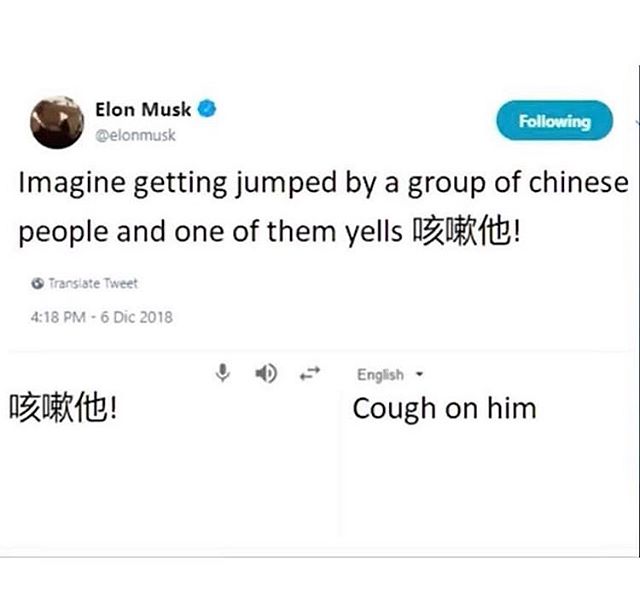 Elon Musk
@elonmusk
Following
Imagine getting jumped by a group of chinese
people and one of them yells 咳嗽他!
Translate Tweet
4:18 PM - 6 Dic 2018
English
咳嗽他!
Cough on him